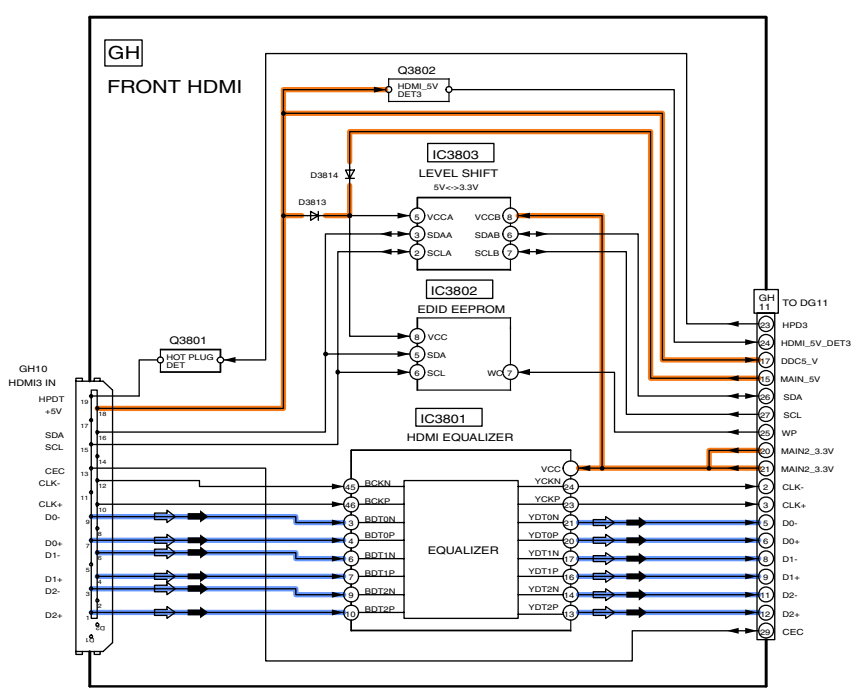 GH
FRONT HDMI
Q3802
HDMI_5V
DET3
IC3803
LEVEL SHIFT
5V<->3.3V
D3814
D3813
5 VCCA VCCB 8
3 SDAA SDAB 6
2 SCLA SCLB 7
IC3802
EDID EEPROM
8 VCC
5 SDA
6 SCL WC 7
Q3801
HOT PLUG
DET
GH
11 TO DG11
23 HPD3
24 HDMI_5V_DET3
17 DDC5_V
15 MAIN_5V
26 SDA
27 SCL
25 WP
20 MAIN2_3.3V
21 MAIN2_3.3V
2 CLK-
3 CLK+
5 D0-
6 D0+
8 D1-
9 D1+
11 D2-
12 D2+
29 CEC
GH10
HDMI3 IN
HPDT 19
+5V 18
17
SDA 16
SCL 15
14
CEC 13
CLK- 12
11
CLK+ 10
D0- 9
8
D0+ 7
D1- 6
5
D1+ 4
D2- 3
2
D2+ 1
D2
D1
IC3801
HDMI EQUALIZER
VCC
45 BCKN YCKN 24
46 BCKP YCKP 23
3 BDT0N YDT0N 21
4 BDT0P YDT0P 20
6 BDT1N YDT1N 17
7 BDT1P YDT1P 16
9 BDT2N YDT2N 14
10 BDT2P YDT2P 13
EQUALIZER